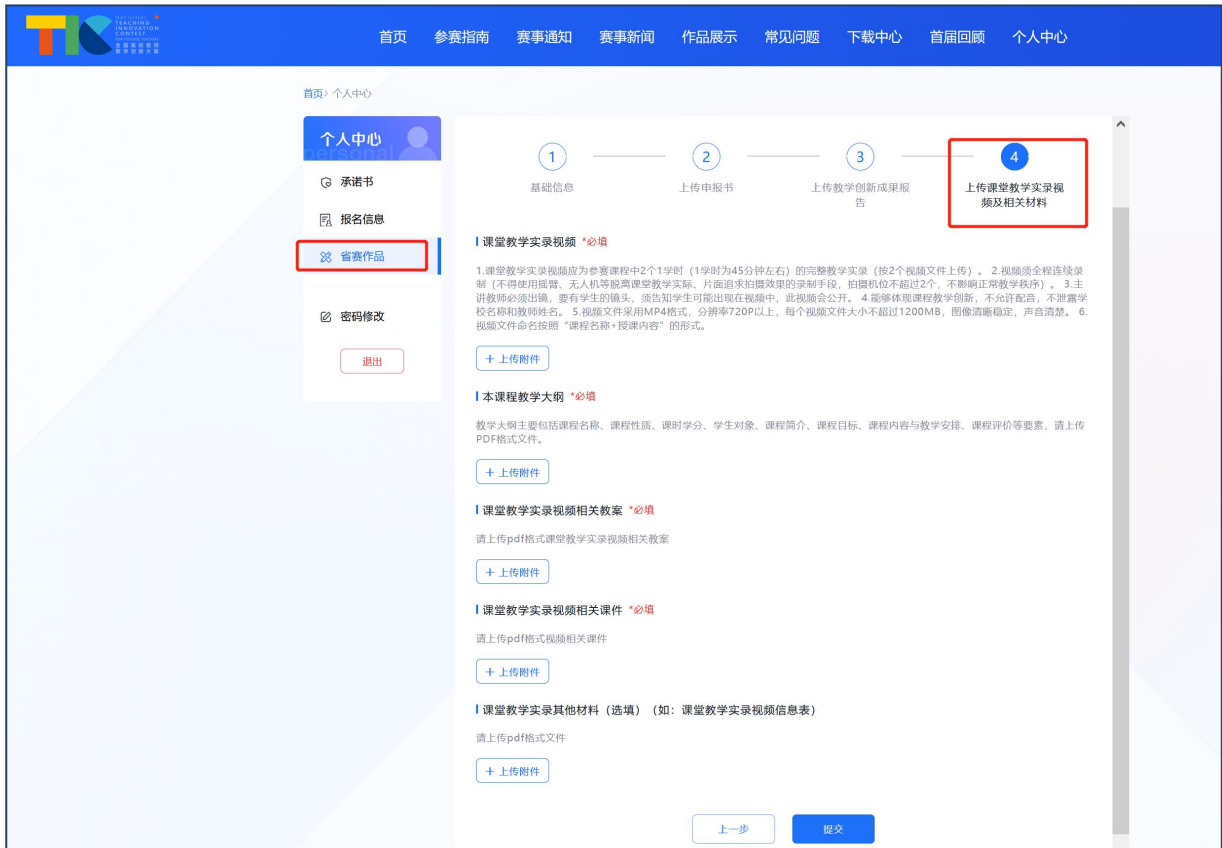 NATIONAL
TEACHING
INNOVATION
CONTEST
全国高校教师
教学创新大赛
首页 参赛指南 赛事通知 赛事新闻 作品展示 常见问题 下载中心 首届回顾 个人中心
首页> 个人中心
个人中心
personal
承诺书
报名信息
省赛作品
密码修改
退出
1 2 3 4
基础信息 上传申报书 上传教学创新成果报 上传课堂教学实录视
告 频及相关材料
课堂教学实录视频 *必填
1.课堂教学实录视频应为参赛课程中2个1学时（1学时为45分钟左右）的完整教学实录（按2个视频文件上传）。 2.视频须全程连续录
制（不得使用摇臂、无人机等脱离课堂教学实际、片面追求拍摄效果的录制手段，拍摄机位不超过2个，不影响正常教学秩序）。 3.主
讲教师必须出镜，要有学生的镜头，须告知学生可能出现在视频中，此视频会公开。 4.能够体现课程教学创新，不允许配音，不泄露学
校名称和教师姓名。 5.视频文件采用MP4格式，分辨率720P以上，每个视频文件大小不超过1200MB，图像清晰稳定，声音清楚。 6.
视频文件命名按照“课程名称+授课内容”的形式。
+ 上传附件
本课程教学大纲 *必填
教学大纲主要包括课程名称、课程性质、课时学分、学生对象、课程简介、课程目标、课程内容与教学安排、课程评价等要素，请上传
PDF格式文件。
+ 上传附件
课堂教学实录视频相关教案 *必填
请上传pdf格式课堂教学实录视频相关教案
+ 上传附件
课堂教学实录视频相关课件 *必填
请上传pdf格式视频相关课件
+ 上传附件
课堂教学实录其他材料（选填）（如：课堂教学实录视频信息表）
请上传pdf格式文件
+ 上传附件
上一步 提交